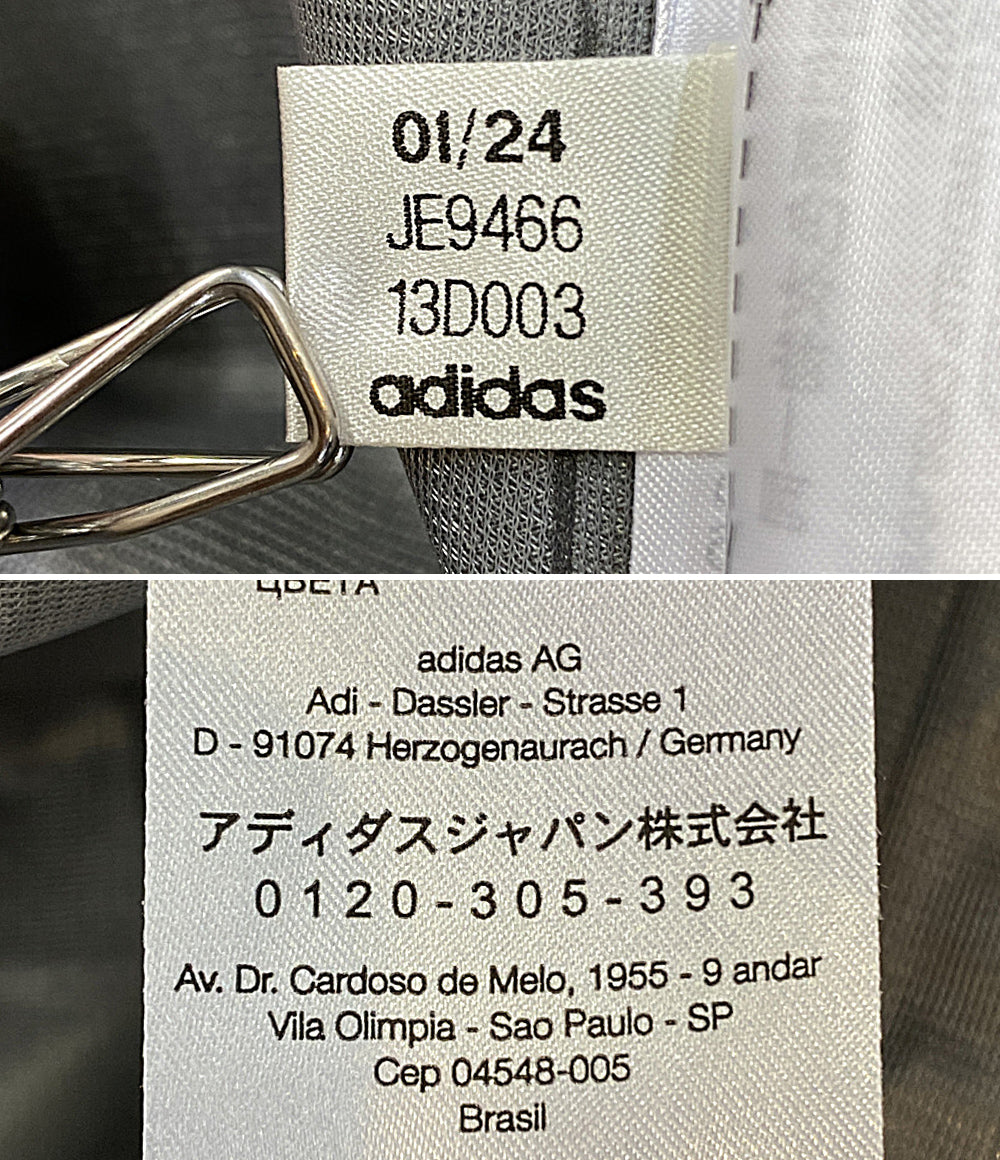 01/24
JE9466
13D003
adidas
ЦВЕТА
adidas AG
Adi - Dassler - Strasse 1
D - 91074 Herzogenaurach / Germany
アディダスジャパン株式会社
0120-305-393
Av. Dr. Cardoso de Melo, 1955 - 9 andar
Vila Olimpia - Sao Paulo - SP
Cep 04548-005
Brasil